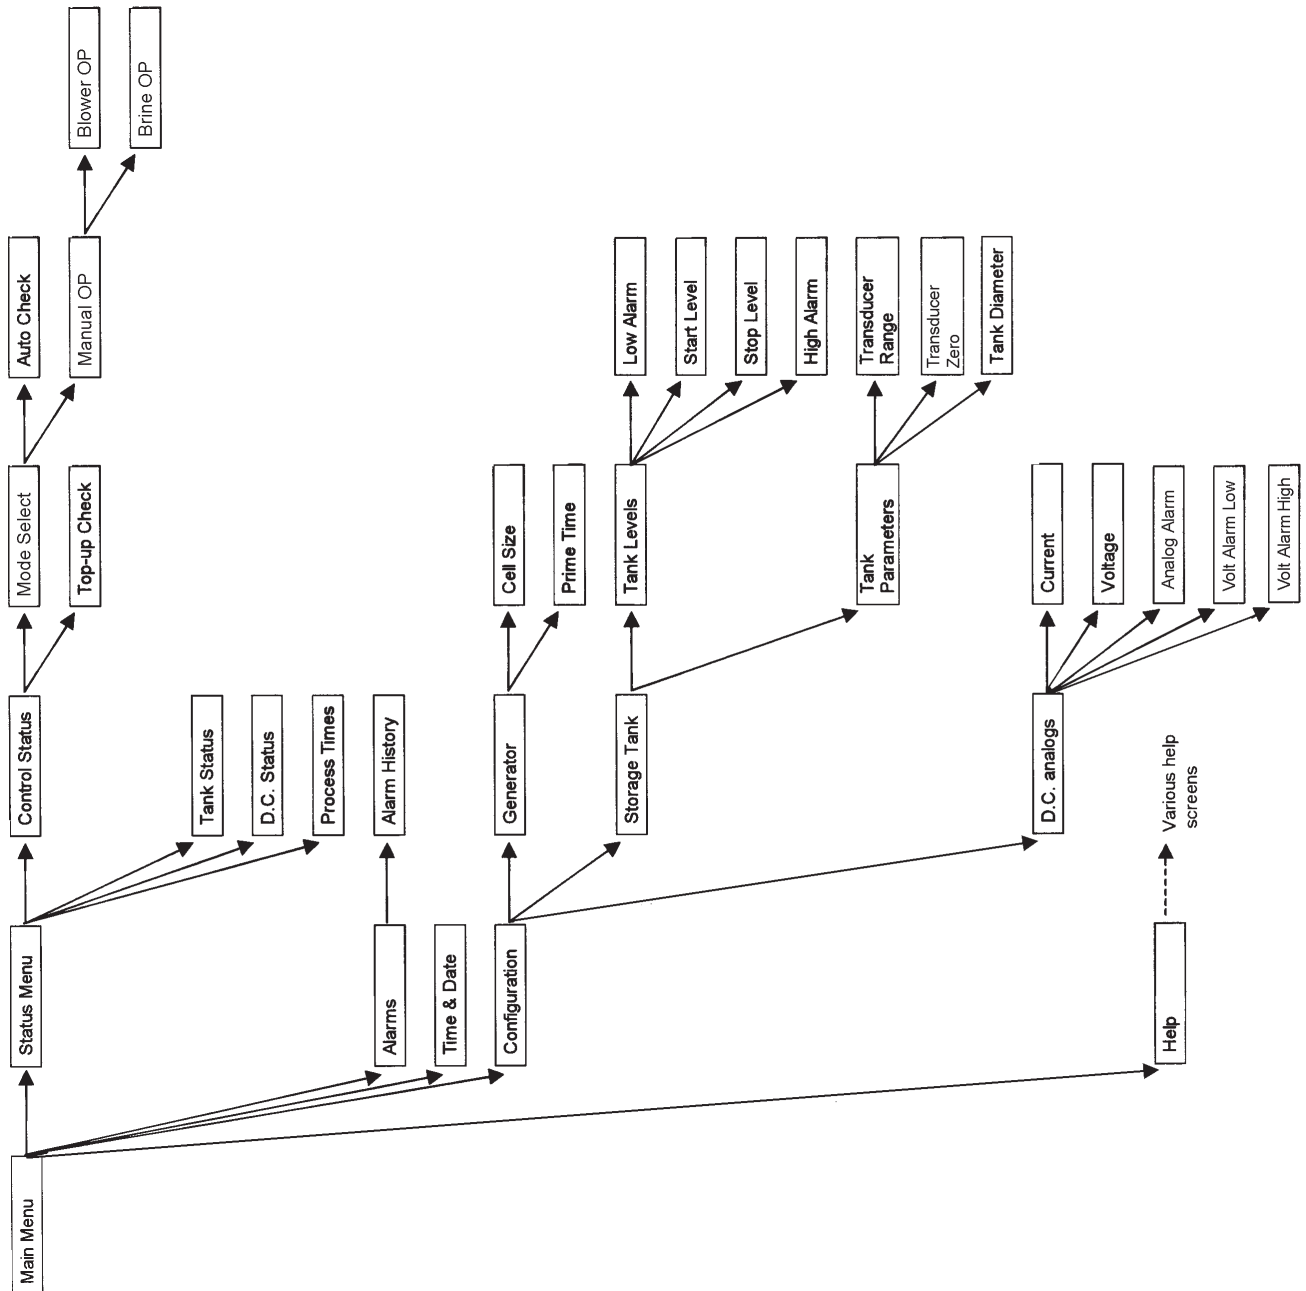 Main Menu
Status Menu
Control Status
Mode Select
Auto Check
Manual OP
Blower OP
Brine OP
Top-up Check
Tank Status
D.C. Status
Process Times
Alarms
Alarm History
Time & Date
Configuration
Generator
Cell Size
Prime Time
Storage Tank
Tank Levels
Low Alarm
Start Level
Stop Level
High Alarm
Tank
Parameters
Transducer
Range
Transducer
Zero
Tank Diameter
D.C. analogs
Current
Voltage
Analog Alarm
Volt Alarm Low
Volt Alarm High
Help
Various help
screens